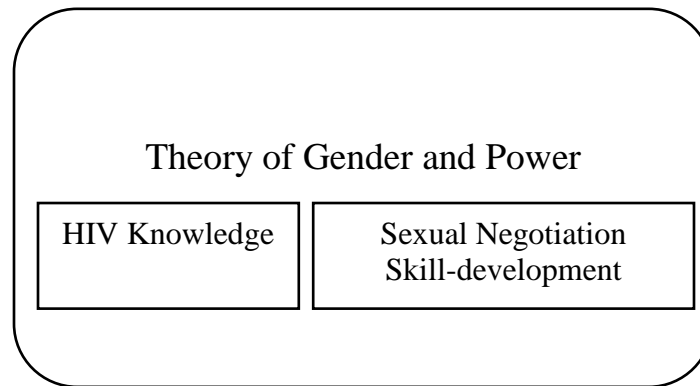 Theory of Gender and Power
HIV Knowledge
Sexual Negotiation
Skill-development